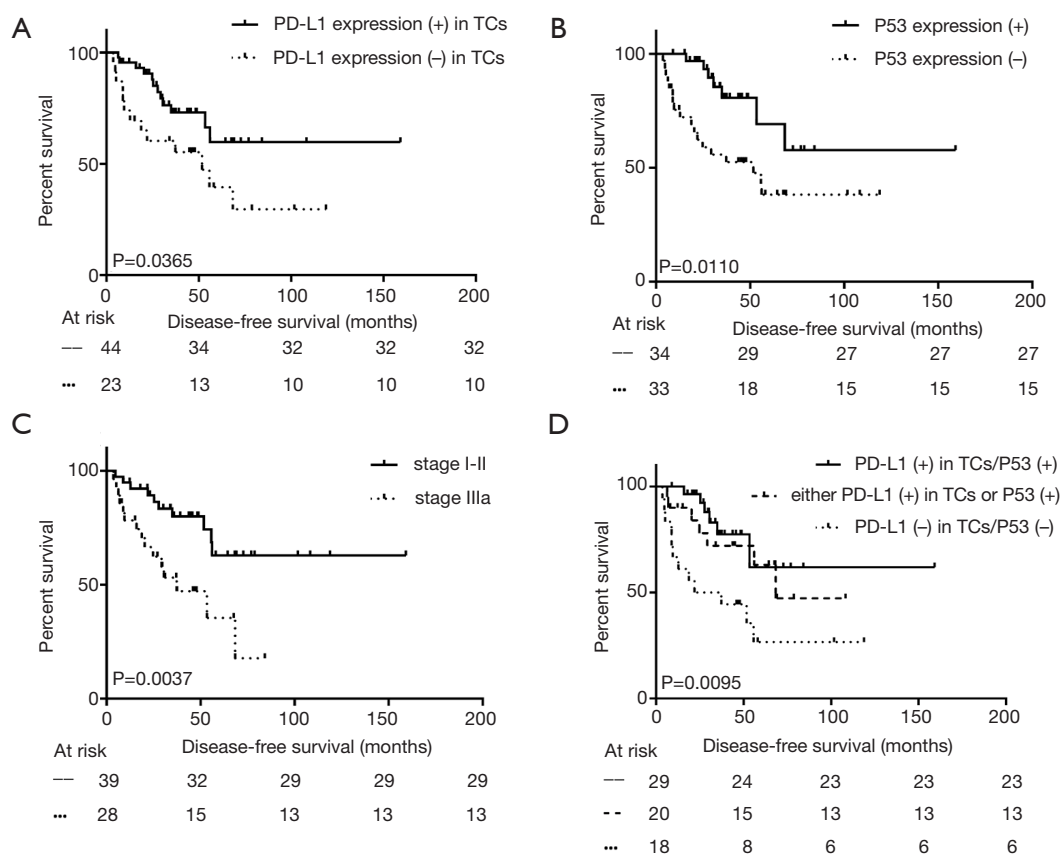 A
PD-L1 expression (+) in TCs
PD-L1 expression (–) in TCs
100
50
0
Percent survival
P=0.0365
0 50 100 150 200
Disease-free survival (months)
At risk
44 34 32 32 32
23 13 10 10 10
B
P53 expression (+)
P53 expression (–)
100
50
0
Percent survival
P=0.0110
0 50 100 150 200
Disease-free survival (months)
At risk
34 29 27 27 27
33 18 15 15 15
C
stage I-II
stage IIIa
100
50
0
Percent survival
P=0.0037
0 50 100 150 200
Disease-free survival (months)
At risk
39 32 29 29 29
28 15 13 13 13
D
PD-L1 (+) in TCs/P53 (+)
either PD-L1 (+) in TCs or P53 (+)
PD-L1 (–) in TCs/P53 (–)
100
50
0
Percent survival
P=0.0095
0 50 100 150 200
Disease-free survival (months)
At risk
29 24 23 23 23
20 15 13 13 13
18 8 6 6 6